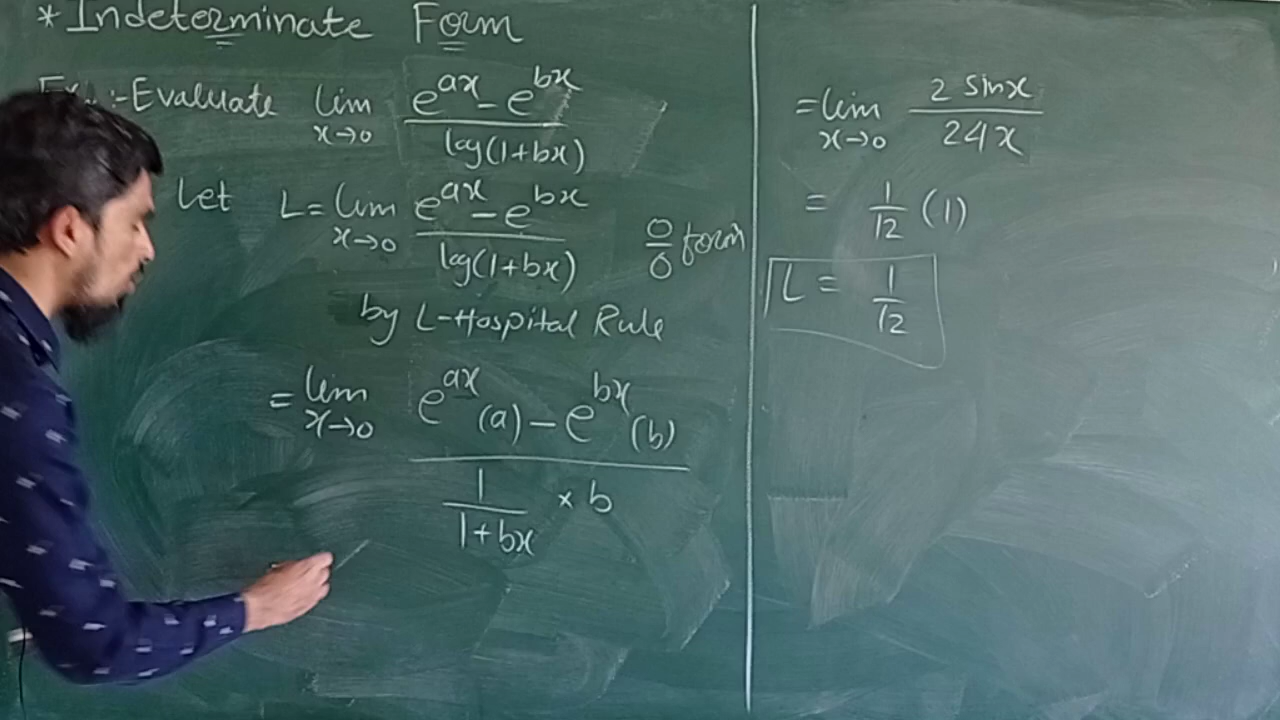 *Indeterminate Form
:-Evaluate lim x→0 (e^{ax} - e^{bx}) / log(1+bx)
Let L = lim x→0 (e^{ax} - e^{bx}) / log(1+bx) 0/0 form
by L-Hospital Rule
= lim x→0 (e^{ax}(a) - e^{bx}(b)) / (1/(1+bx) × b)
= lim x→0 2 sinx / 24x
= 1/12 (1)
L = 1/12